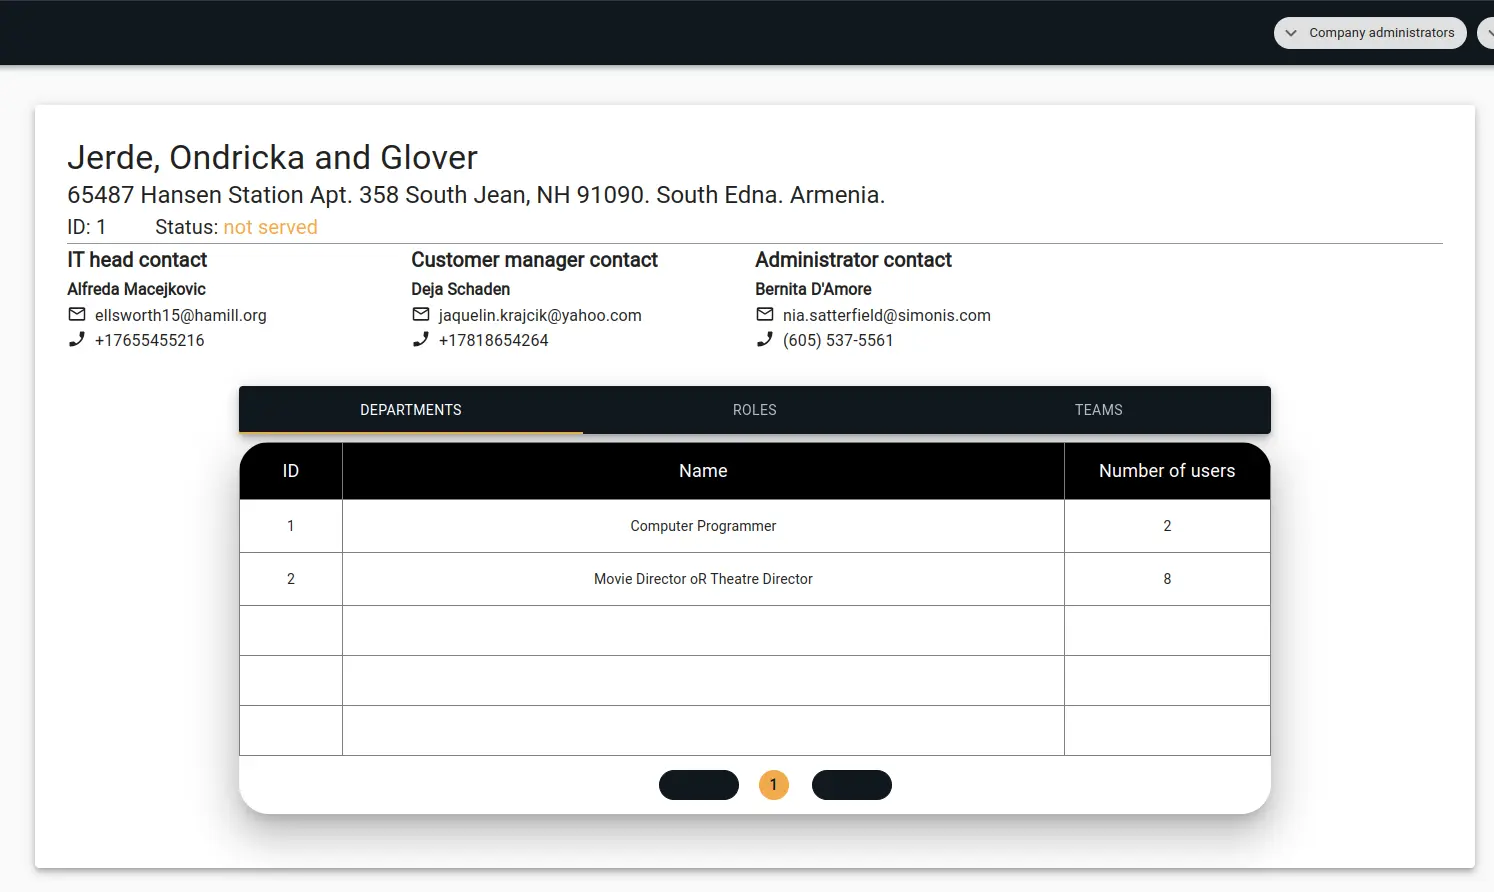 Company administrators
Jerde, Ondricka and Glover
65487 Hansen Station Apt. 358 South Jean, NH 91090. South Edna. Armenia.
ID: 1 Status: not served
IT head contact Customer manager contact Administrator contact
Alfreda Macejkovic Deja Schaden Bernita D'Amore
ellsworth15@hamill.org jaquelin.krajcik@yahoo.com nia.satterfield@simonis.com
+17655455216 +17818654264 (605) 537-5561
DEPARTMENTS ROLES TEAMS
ID Name Number of users
1 Computer Programmer 2
2 Movie Director oR Theatre Director 8
1